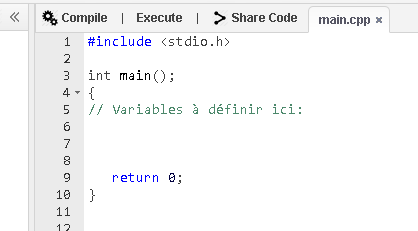 Compile | Execute | Share Code main.cpp ×
1 #include <stdio.h>
2
3 int main();
4 {
5 // Variables à définir ici:
6
7
8
9 return 0;
10 }
11
12